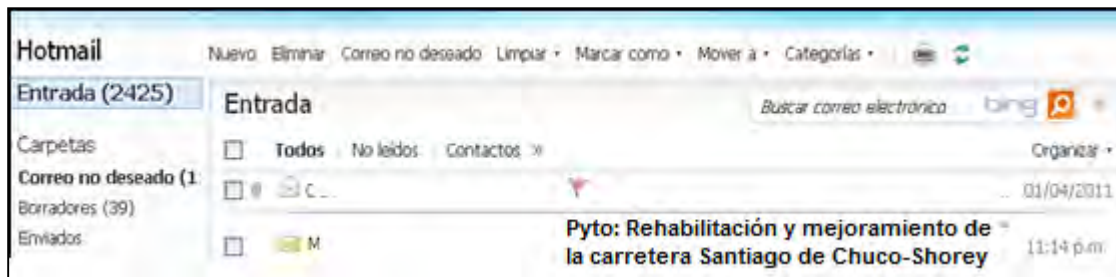 Hotmail
Nuevo Eliminar Correo no deseado Limpiar Marcar como Mover a Categorías
Entrada (2425)
Entrada
Buscar correo electrónico bing
Carpetas
Todos No leídos Contactos »
Organizar
Correo no deseado (1
C ...
01/04/2011
Borradores (39)
Enviados
M
Pyto: Rehabilitación y mejoramiento de
la carretera Santiago de Chuco-Shorey
11:14 p.m.